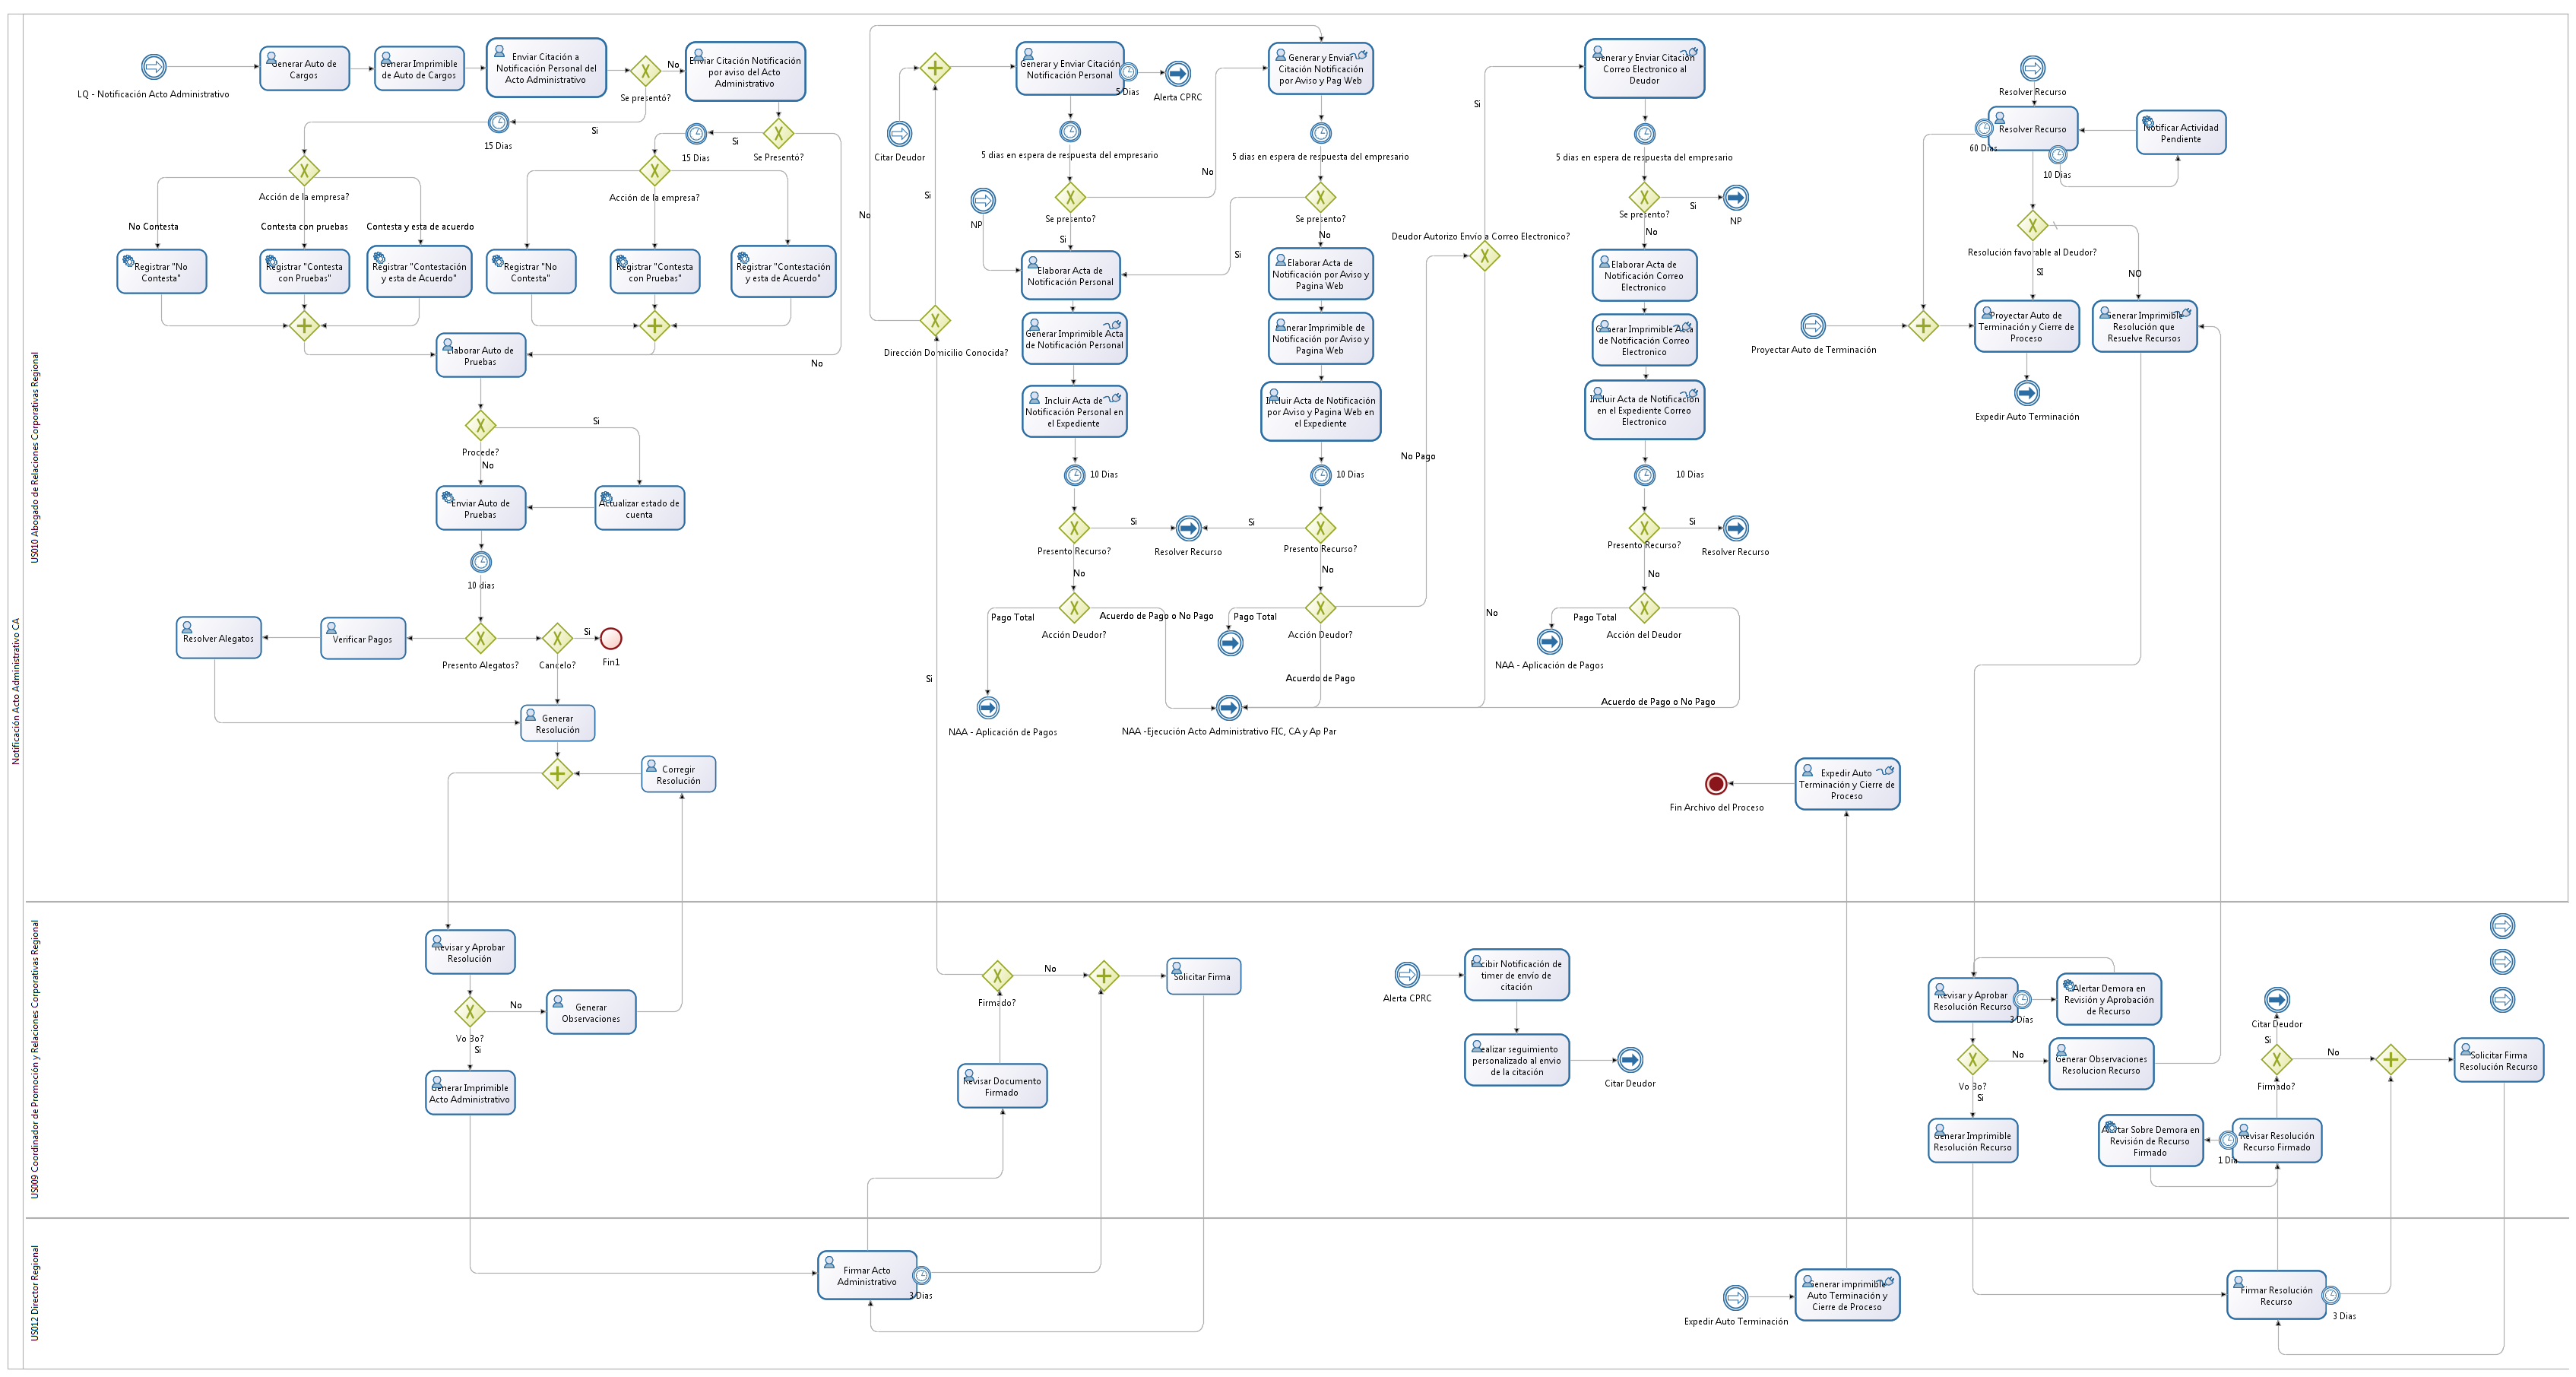 Notificación Acto Administrativo CA
US010 Abogado de Relaciones Corporativas Regional
LQ - Notificación Acto Administrativo
Generar Auto de
Cargos
Generar Imprimible
de Auto de Cargos
Enviar Citación a
Notificación Personal del
Acto Administrativo
Se presentó?
No
Enviar Citación Notificación
por aviso del Acto
Administrativo
Si
15 Dias
Se Presentó?
Si
15 Dias
No
Acción de la empresa?
No Contesta
Contesta con pruebas
Contesta y esta de acuerdo
Acción de la empresa?
Registrar "No
Contesta"
Registrar "Contesta
con Pruebas"
Registrar "Contestación
y esta de Acuerdo"
Registrar "No
Contesta"
Registrar "Contesta
con Pruebas"
Registrar "Contestación
y esta de Acuerdo"
Elaborar Auto de
Pruebas
Procede?
Si
No
Enviar Auto de
Pruebas
Actualizar estado de
cuenta
10 dias
Resolver Alegatos
Verificar Pagos
Presento Alegatos?
Cancelo?
Si
Fin1
Generar
Resolución
Corregir
Resolución
Citar Deudor
No
Si
Dirección Domicilio Conocida?
Si
Generar y Enviar Citación
Notificación Personal
5 Dias
Alerta CPRC
5 dias en espera de respuesta del empresario
NP
Se presento?
No
Si
Elaborar Acta de
Notificación Personal
Generar Imprimible Acta
de Notificación Personal
Incluir Acta de
Notificación Personal en
el Expediente
10 Dias
Presento Recurso?
Si
Resolver Recurso
No
Acción Deudor?
Pago Total
Acuerdo de Pago o No Pago
NAA - Aplicación de Pagos
NAA -Ejecución Acto Administrativo FIC, CA y Ap Par
Generar y Enviar
Citación Notificación
por Aviso y Pag Web
5 dias en espera de respuesta del empresario
Se presento?
Si
No
Elaborar Acta de
Notificación por Aviso y
Pagina Web
Generar Imprimible de
Notificación por Aviso y
Pagina Web
Incluir Acta de Notificación
por Aviso y Pagina Web en
el Expediente
10 Dias
Presento Recurso?
Si
No
Acción Deudor?
Pago Total
Acuerdo de Pago
No Pago
Deudor Autorizo Envío a Correo Electronico?
Si
No
Generar y Enviar Citación
Correo Electronico al
Deudor
5 dias en espera de respuesta del empresario
Se presento?
Si
NP
No
Elaborar Acta de
Notificación Correo
Electronico
Generar Imprimible Acta
de Notificación Correo
Electronico
Incluir Acta de Notificación
en el Expediente Correo
Electronico
10 Dias
Presento Recurso?
Si
Resolver Recurso
No
Acción del Deudor
Pago Total
NAA - Aplicación de Pagos
Acuerdo de Pago o No Pago
Resolver Recurso
Resolver Recurso
60 Dias
10 Dias
Notificar Actividad
Pendiente
Resolución favorable al Deudor?
SI
NO
Proyectar Auto de Terminación
Proyectar Auto de
Terminación y Cierre de
Proceso
Generar Imprimible
Resolución que
Resuelve Recursos
Expedir Auto Terminación
Expedir Auto
Terminación y Cierre de
Proceso
Fin Archivo del Proceso
US009 Coordinador de Promoción y Relaciones Corporativas Regional
Revisar y Aprobar
Resolución
Vo Bo?
No
Si
Generar
Observaciones
Generar Imprimible
Acto Administrativo
Firmado?
No
Solicitar Firma
Revisar Documento
Firmado
Alerta CPRC
Recibir Notificación de
timer de envío de
citación
Realizar seguimiento
personalizado al envio
de la citación
Citar Deudor
Revisar y Aprobar
Resolución Recurso
3 Días
Alertar Demora en
Revisión y Aprobación
de Recurso
Vo Bo?
No
Si
Generar Observaciones
Resolucion Recurso
Generar Imprimible
Resolución Recurso
Citar Deudor
Si
Firmado?
No
Solicitar Firma
Resolución Recurso
Alertar Sobre Demora en
Revisión de Recurso
Firmado
1 Dia
Revisar Resolución
Recurso Firmado
US012 Director Regional
Firmar Acto
Administrativo
3 Dias
Expedir Auto Terminación
Generar imprimible
Auto Terminación y
Cierre de Proceso
Firmar Resolución
Recurso
3 Dias